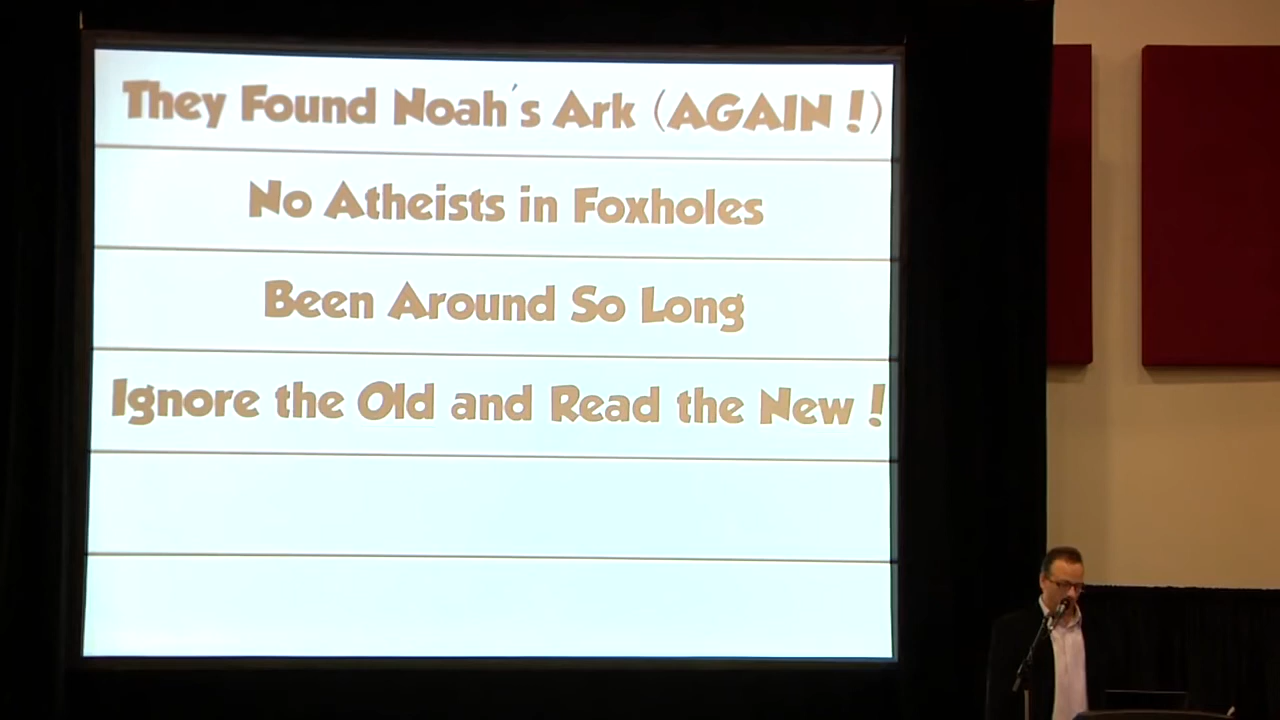 They Found Noah's Ark (AGAIN!)
No Atheists in Foxholes
Been Around So Long
Ignore the Old and Read the New!